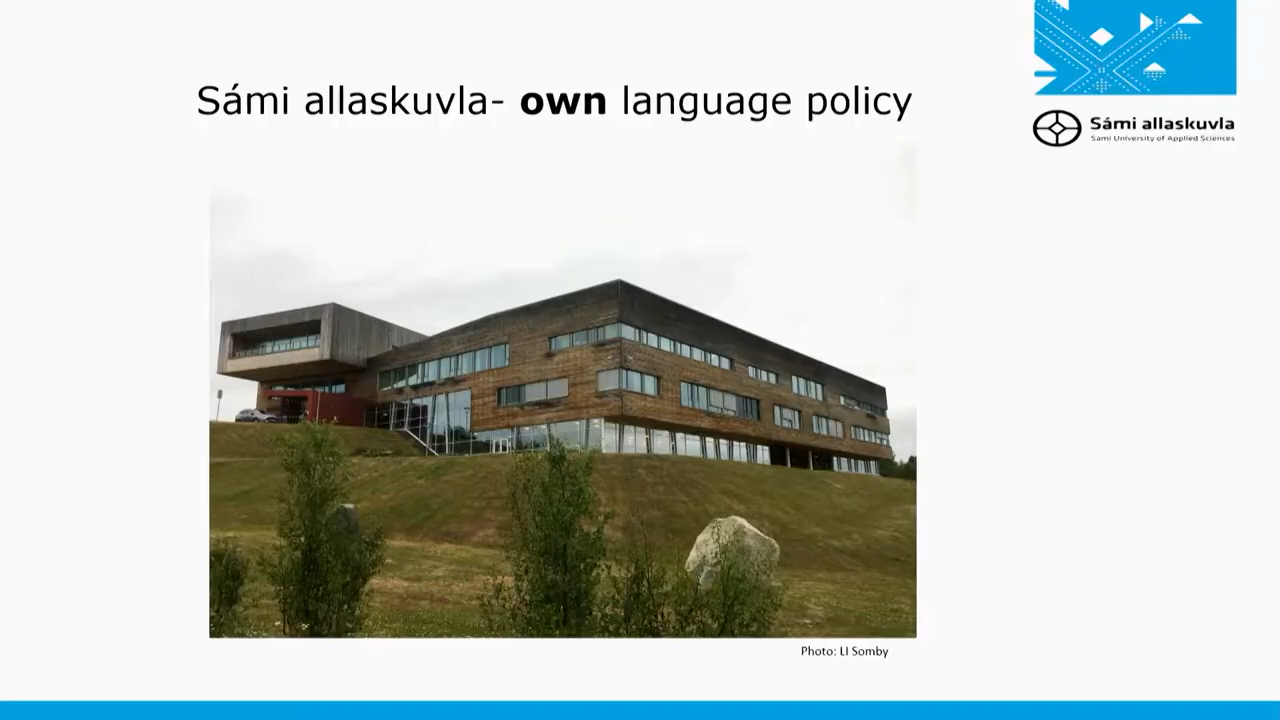 Sámi allaskuvla- own language policy
Sámi allaskuvla
Sámi University of Applied Sciences
Photo: LI Somby